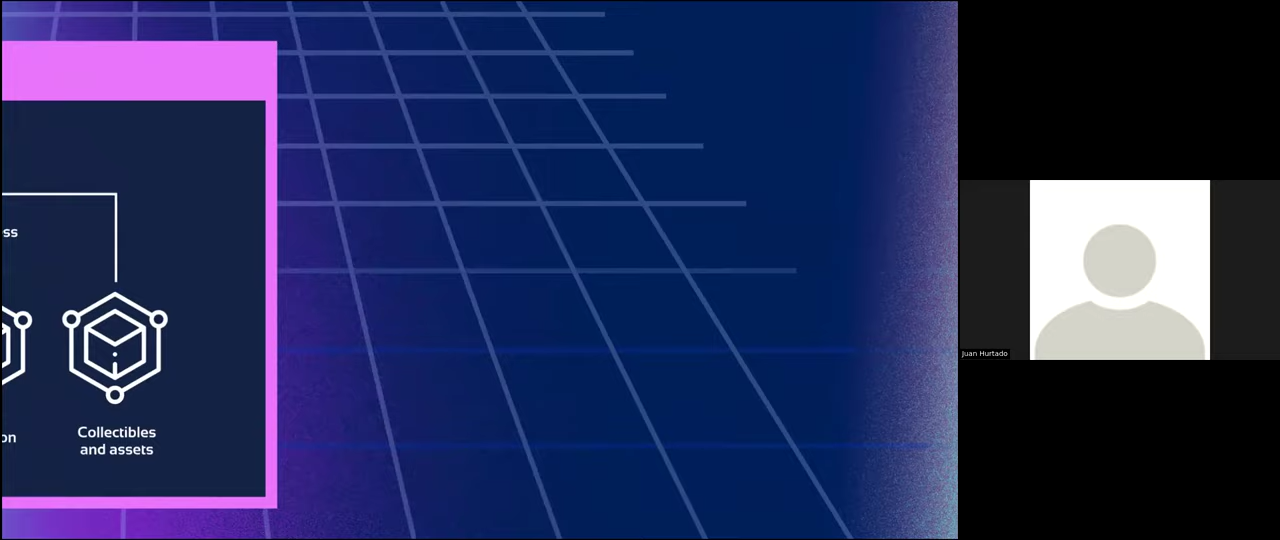 ss
on
Collectibles
and assets
Juan Hurtado